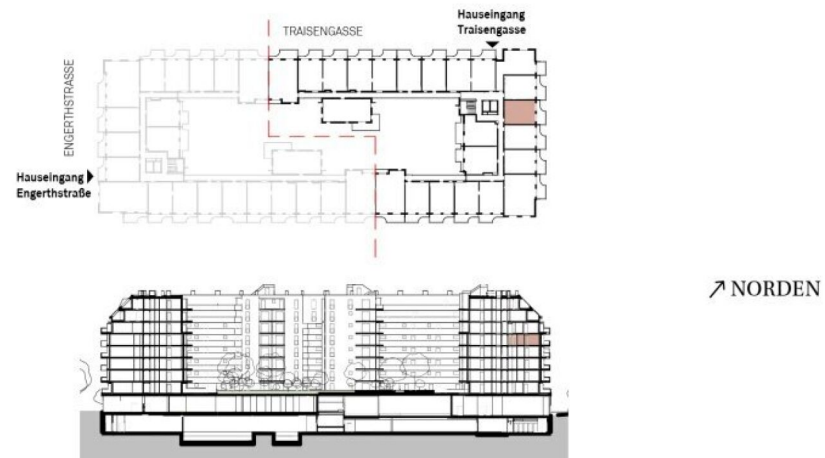 TRAISENGASSE
Hauseingang
Traisengasse
ENGERTHSTRASSE
Hauseingang
Engerthstraße
NORDEN